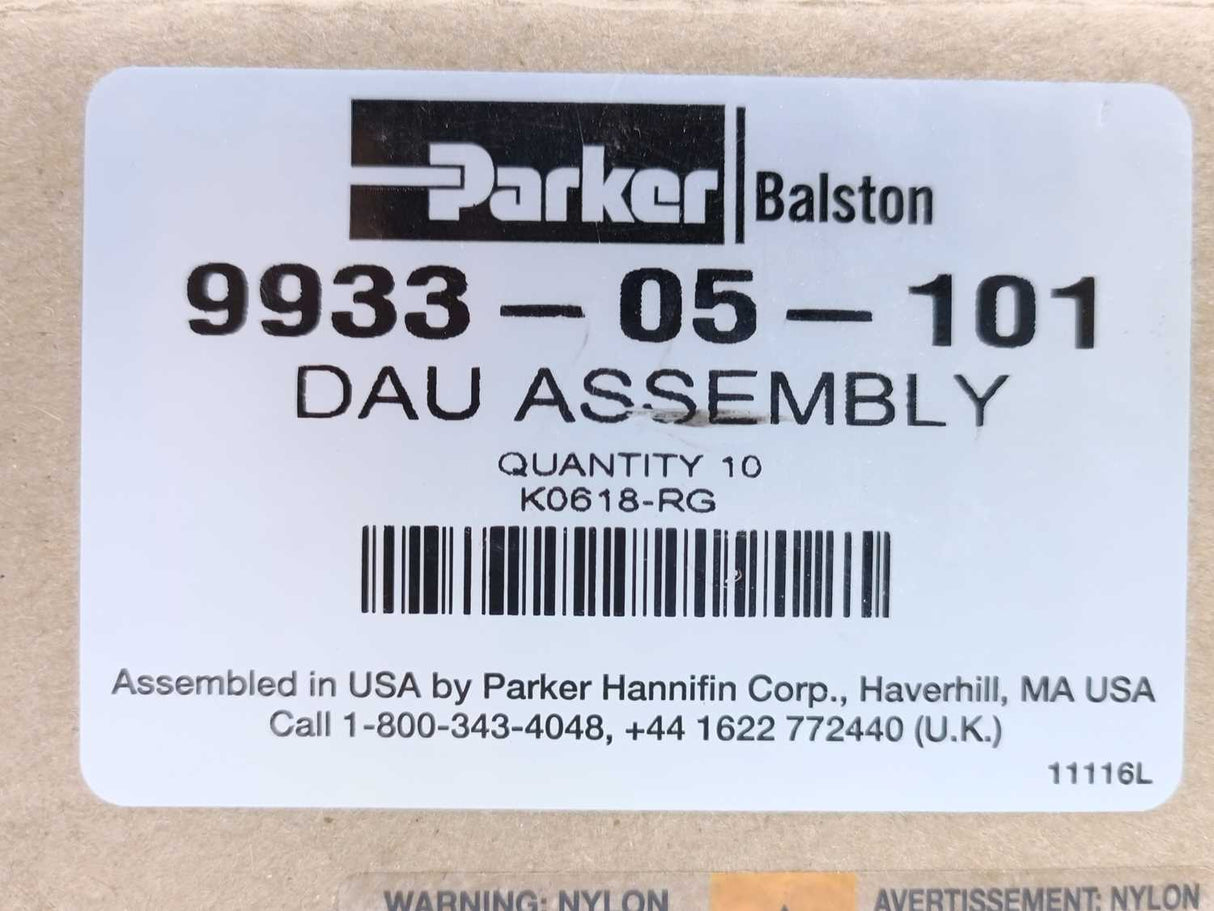 Parker Balston
9933-05-101
DAU ASSEMBLY
QUANTITY 10
K0618-RG
Assembled in USA by Parker Hannifin Corp., Haverhill, MA USA
Call 1-800-343-4048, +44 1622 772440 (U.K.)
11116L
WARNING: NYLON AVERTISSEMENT: NYLON